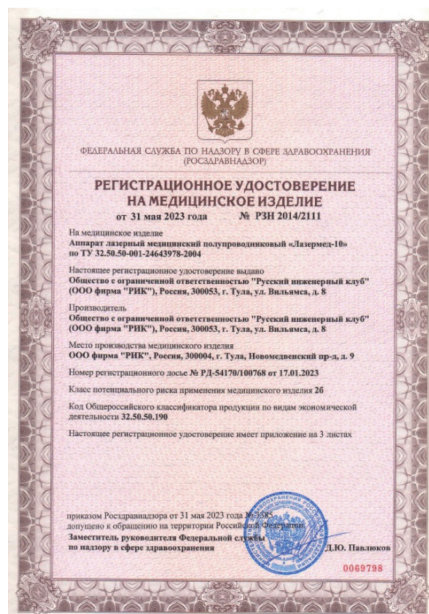 ФЕДЕРАЛЬНАЯ СЛУЖБА ПО НАДЗОРУ В СФЕРЕ ЗДРАВООХРАНЕНИЯ
(РОСЗДРАВНАДЗОР)
РЕГИСТРАЦИОННОЕ УДОСТОВЕРЕНИЕ
НА МЕДИЦИНСКОЕ ИЗДЕЛИЕ
от 31 мая 2023 года № РЗН 2014/2111
На медицинское изделие
Аппарат лазерный медицинский полупроводниковый «Лазермед-10»
по ТУ 32.50.50-001-24643978-2004
Настоящее регистрационное удостоверение выдано
Общество с ограниченной ответственностью "Русский инженерный клуб"
(ООО фирма "РИК"), Россия, 300053, г. Тула, ул. Вильямса, д. 8
Производитель
Общество с ограниченной ответственностью "Русский инженерный клуб"
(ООО фирма "РИК"), Россия, 300053, г. Тула, ул. Вильямса, д. 8
Место производства медицинского изделия
ООО фирма "РИК", Россия, 300004, г. Тула, Новомедвенский пр-д, д. 9
Номер регистрационного досье № РД-54170/100768 от 17.01.2023
Класс потенциального риска применения медицинского изделия 2б
Код Общероссийского классификатора продукции по видам экономической
деятельности 32.50.50.190
Настоящее регистрационное удостоверение имеет приложение на 3 листах
приказом Росздравнадзора от 31 мая 2023 года №
допущено к обращению на территории Российской Федерации.
Заместитель руководителя Федеральной службы
по надзору в сфере здравоохранения
Д.Ю. Павлюков
0069798